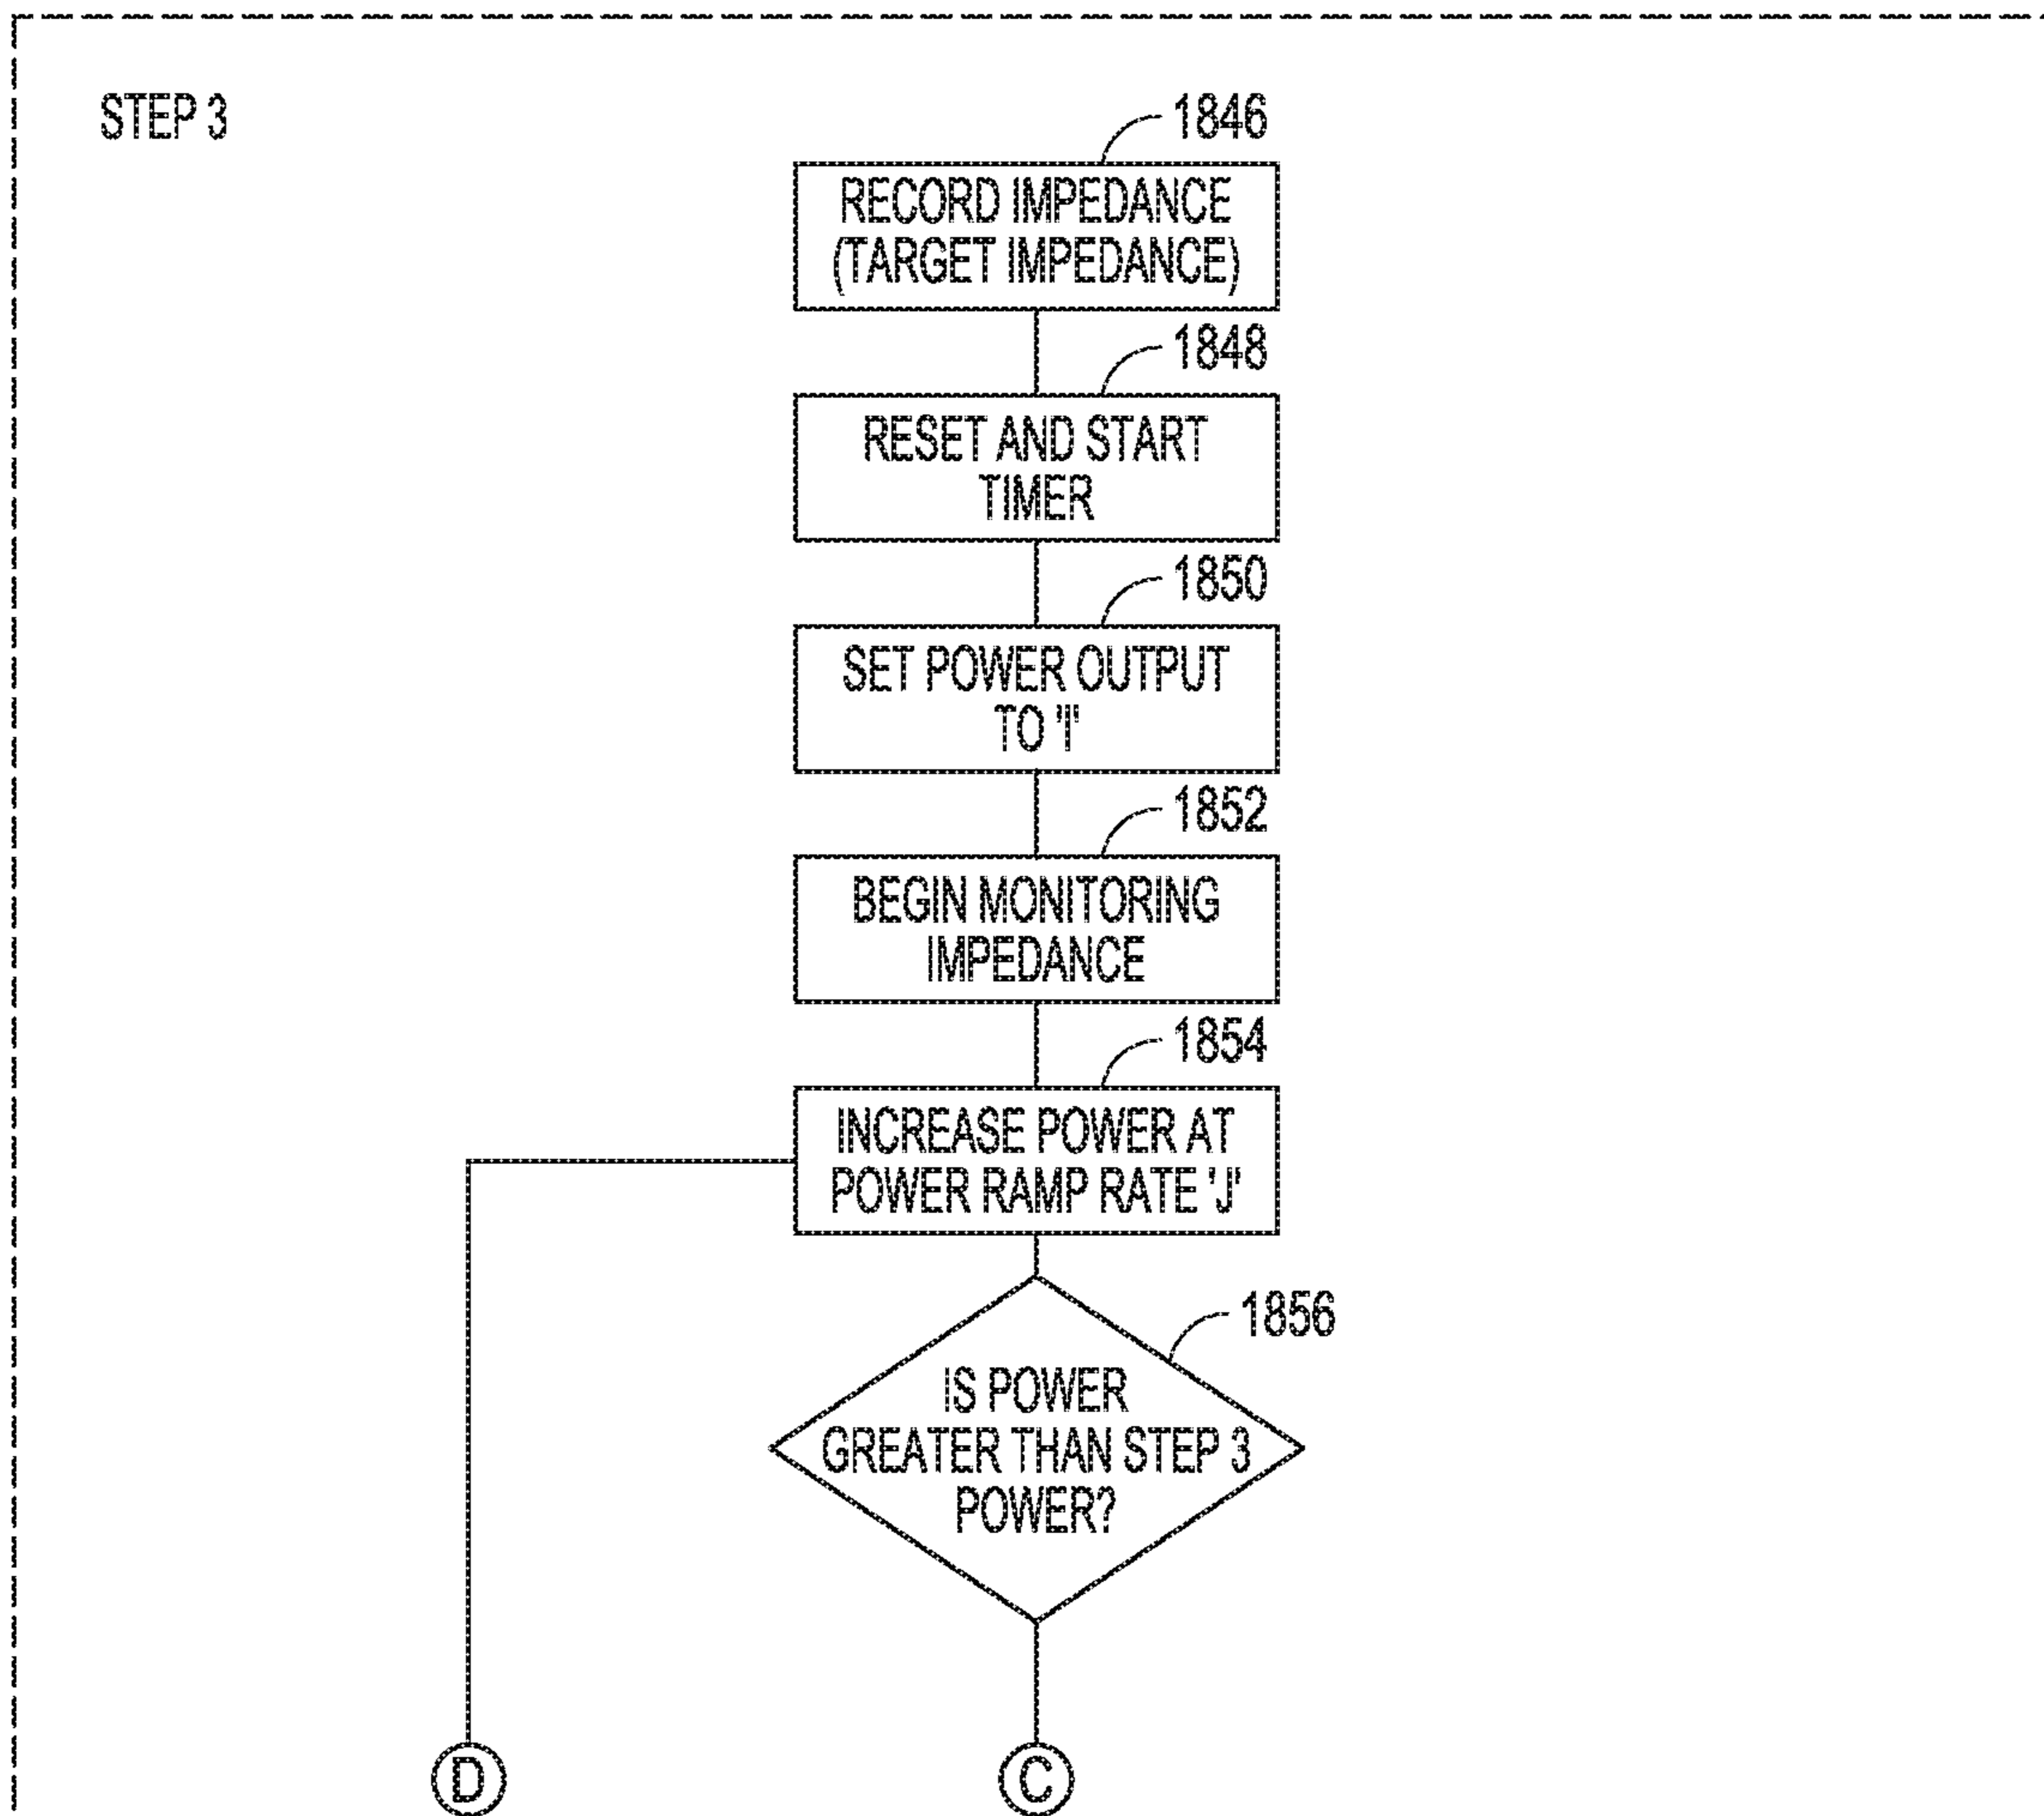 STEP 3
1846
RECORD IMPEDANCE
(TARGET IMPEDANCE)
1848
RESET AND START
TIMER
1850
SET POWER OUTPUT
TO 'I'
1852
BEGIN MONITORING
IMPEDANCE
1854
INCREASE POWER AT
POWER RAMP RATE 'J'
1856
IS POWER
GREATER THAN STEP 3
POWER?
D
C